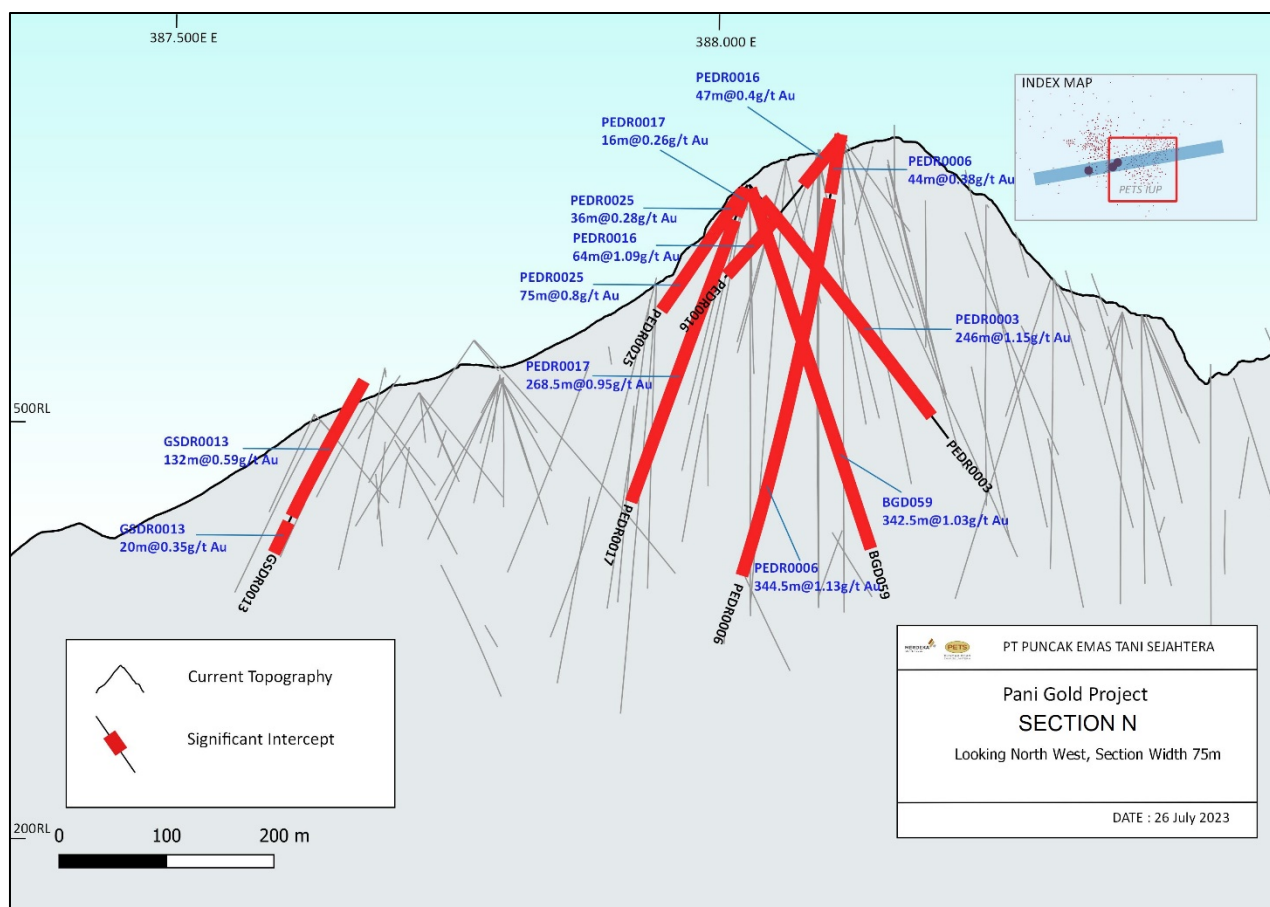 387.500E E
388.000 E
PEDR0016
47m@0.4g/t Au
INDEX MAP
PETS IUP
PEDR0017
16m@0.26g/t Au
PEDR0006
44m@0.38g/t Au
PEDR0025
36m@0.28g/t Au
PEDR0016
64m@1.09g/t Au
PEDR0025
75m@0.8g/t Au
PEDR0016
PEDR0025
PEDR0003
246m@1.15g/t Au
PEDR0017
268.5m@0.95g/t Au
500RL
GSDR0013
132m@0.59g/t Au
PEDR0003
BGD059
342.5m@1.03g/t Au
GSDR0013
20m@0.35g/t Au
GSDR0013
PEDR0017
PEDR0006
344.5m@1.13g/t Au
BGD059
PEDR0006
Current Topography
Significant Intercept
200RL
0 100 200 m
MERDEKA
PETS
PT PUNCAK EMAS TANI SEJAHTERA
Pani Gold Project
SECTION N
Looking North West, Section Width 75m
DATE : 26 July 2023